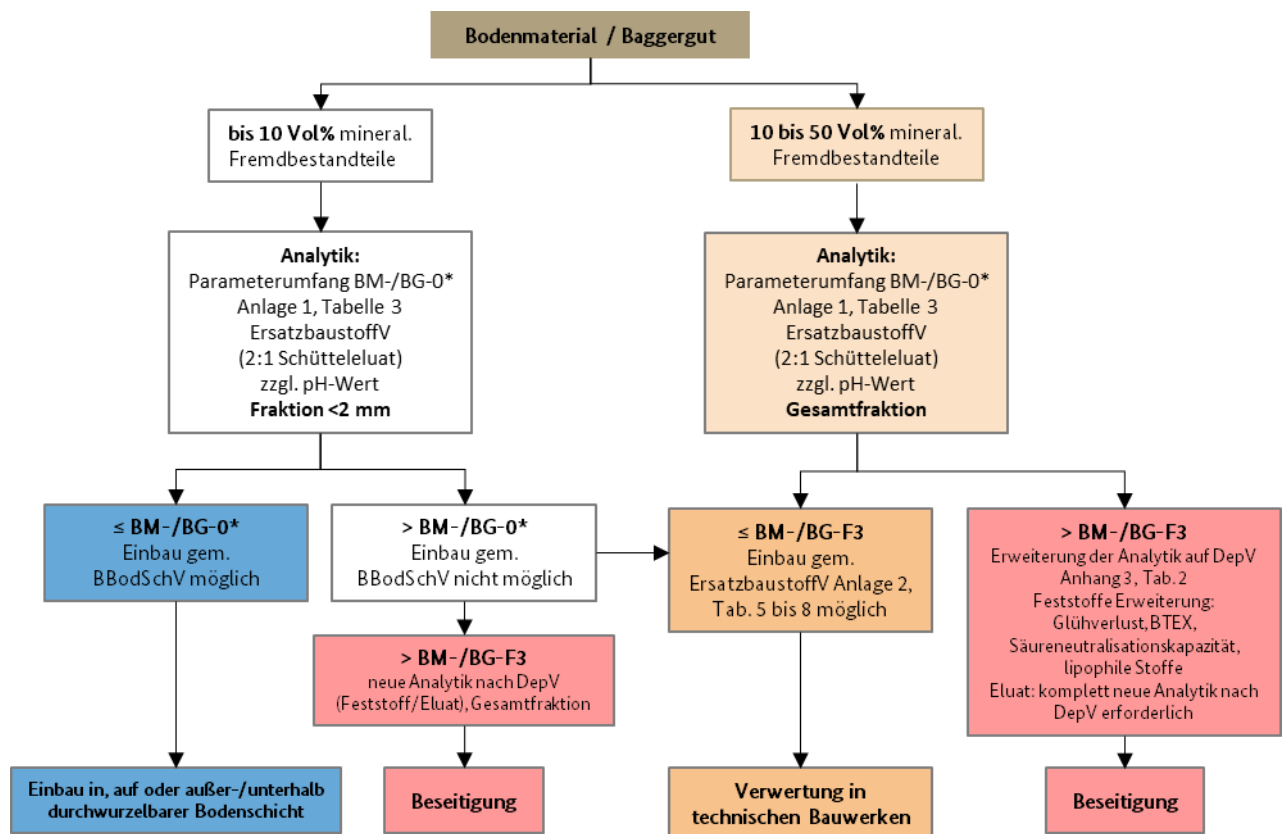 Bodenmaterial / Baggergut
bis 10 Vol% mineral.
Fremdbestandteile
10 bis 50 Vol% mineral.
Fremdbestandteile
Analytik:
Parameterumfang BM-/BG-0*
Anlage 1, Tabelle 3
ErsatzbaustoffV
(2:1 Schütteleluat)
zzgl. pH-Wert
Fraktion <2 mm
Analytik:
Parameterumfang BM-/BG-0*
Anlage 1, Tabelle 3
ErsatzbaustoffV
(2:1 Schütteleluat)
zzgl. pH-Wert
Gesamtfraktion
≤ BM-/BG-0*
Einbau gem.
BBodSchV möglich
> BM-/BG-0*
Einbau gem.
BBodSchV nicht möglich
≤ BM-/BG-F3
Einbau gem.
ErsatzbaustoffV Anlage 2,
Tab. 5 bis 8 möglich
> BM-/BG-F3
Erweiterung der Analytik auf DepV
Anhang 3, Tab. 2
Feststoffe Erweiterung:
Glühverlust, BTEX,
Säureneutralisationskapazität,
lipophile Stoffe
Eluat: komplett neue Analytik nach
DepV erforderlich
> BM-/BG-F3
neue Analytik nach DepV
(Feststoff/Eluat), Gesamtfraktion
Einbau in, auf oder außer-/unterhalb
durchwurzelbarer Bodenschicht
Beseitigung
Verwertung in
technischen Bauwerken
Beseitigung